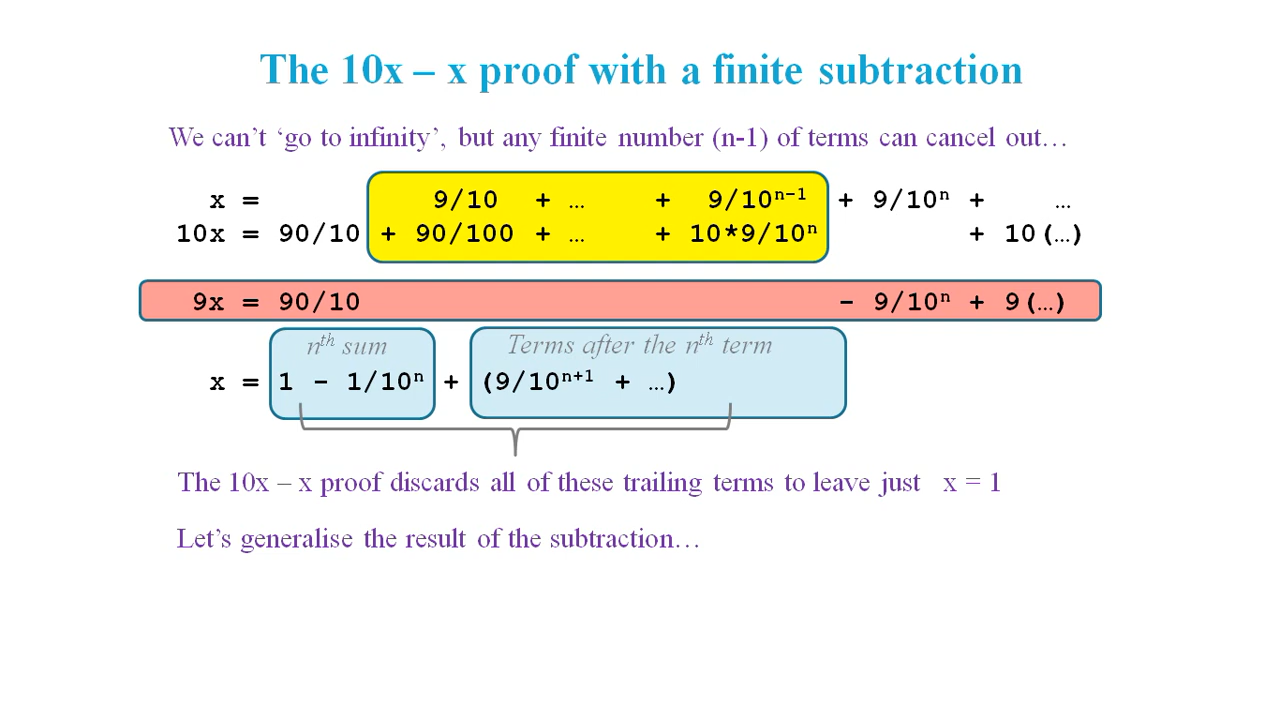 The 10x – x proof with a finite subtraction
We can’t ‘go to infinity’, but any finite number (n-1) of terms can cancel out…
x = 9/10 + … + 9/10ⁿ⁻¹ + 9/10ⁿ + …
10x = 90/10 + 90/100 + … + 10*9/10ⁿ + 10(…)
9x = 90/10 – 9/10ⁿ + 9(…)
nᵗʰ sum Terms after the nᵗʰ term
x = 1 – 1/10ⁿ + (9/10ⁿ⁺¹ + …)
The 10x – x proof discards all of these trailing terms to leave just x = 1
Let’s generalise the result of the subtraction…